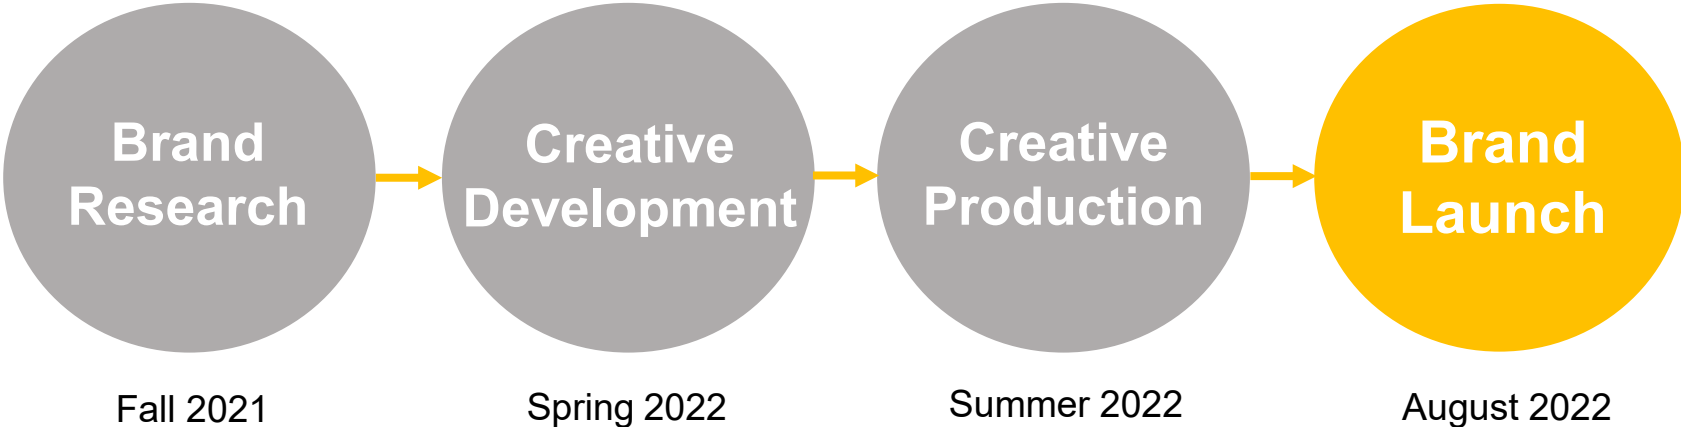 Brand
Research
Creative
Development
Creative
Production
Brand
Launch
Fall 2021
Spring 2022
Summer 2022
August 2022